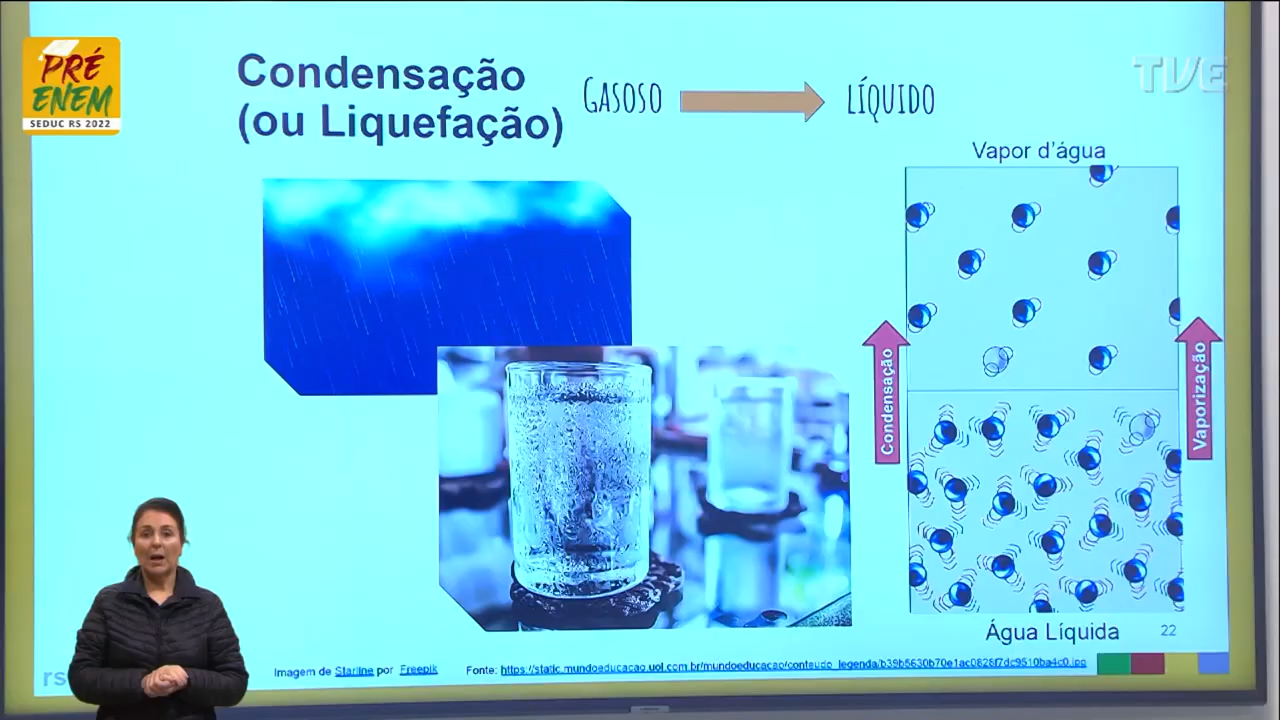 PRÉ
ENEM
SEDUC RS 2022
Condensação
(ou Liquefação)
GASOSO
LÍQUIDO
TVE
Vapor d'água
Condensação
Vaporização
Água Líquida
22
rs
Imagem de Starline por Freepik
Fonte: https://static.mundoeducacao.uol.com.br/mundoeducacao/conteudo_legenda/b39b5630b70e1ac0828f7dc9510ba4c0.jpg